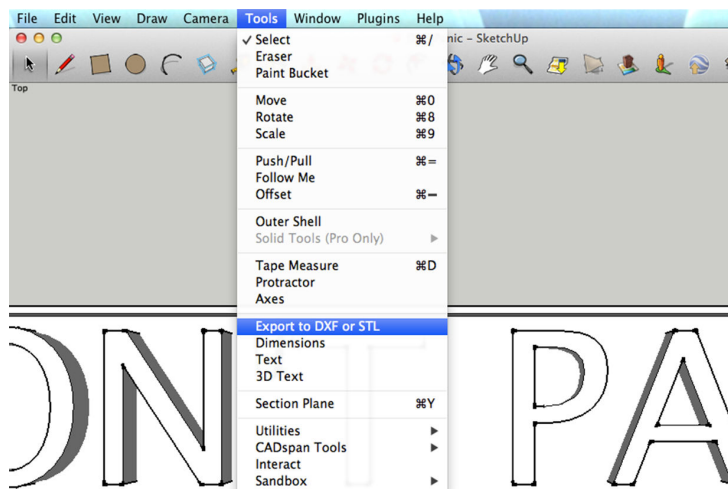 File Edit View Draw Camera Tools Window Plugins Help
nic – SketchUp
Top
✓ Select ⌘/
Eraser
Paint Bucket
Move ⌘0
Rotate ⌘8
Scale ⌘9
Push/Pull ⌘=
Follow Me
Offset ⌘−
Outer Shell
Solid Tools (Pro Only) ▶
Tape Measure ⌘D
Protractor
Axes
Export to DXF or STL
Dimensions
Text
3D Text
Section Plane ⌘Y
Utilities ▶
CADspan Tools ▶
Interact
Sandbox ▶
ON T PA